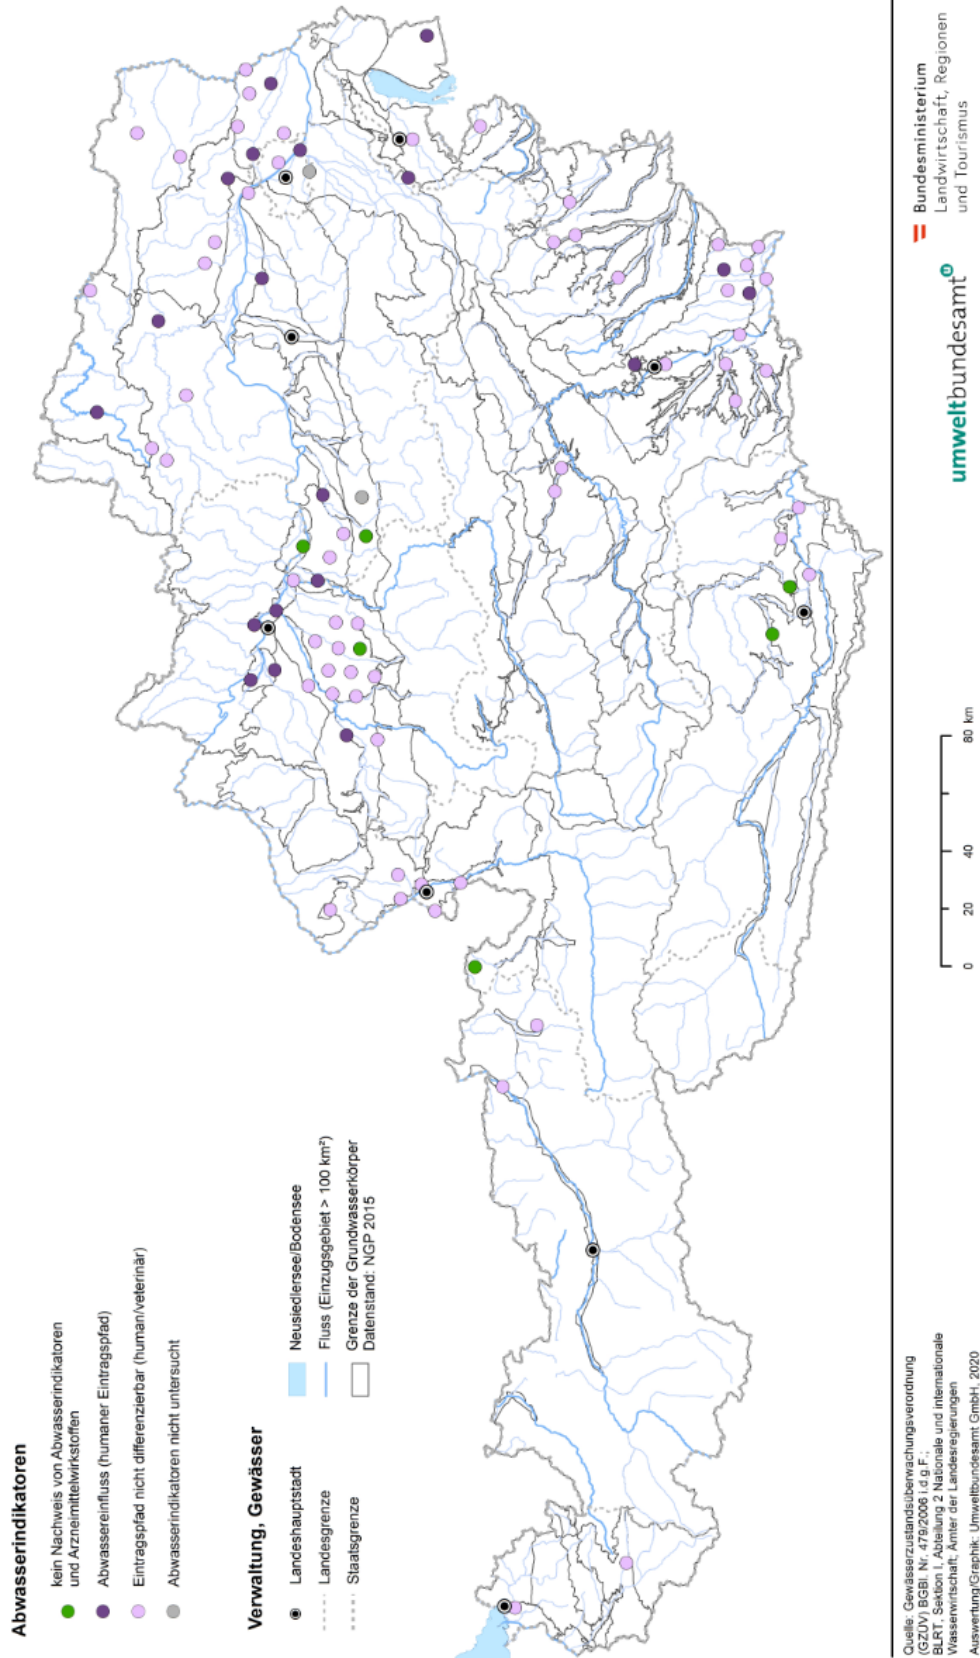 Abwasserindikatoren
kein Nachweis von Abwasserindikatoren
und Arzneimittelwirkstoffen
Abwassereinfluss (humaner Eintragspfad)
Eintragspfad nicht differenzierbar (human/veterinär)
Abwasserindikatoren nicht untersucht
Verwaltung, Gewässer
Landeshauptstadt
Landesgrenze
Staatsgrenze
Neusiedlersee/Bodensee
Fluss (Einzugsgebiet > 100 km²)
Grenze der Grundwasserkörper
Datenstand: NGP 2015
0 20 40 80 km
Quelle: Gewässerzustandsüberwachungsverordnung
(GZÜV) BGBl. Nr. 479/2006 i.d.g.F.;
BLRT, Sektion I, Abteilung 2 Nationale und internationale
Wasserwirtschaft; Ämter der Landesregierungen
Auswertung/Graphik: Umweltbundesamt GmbH, 2020
umweltbundesamt
u
Bundesministerium
Landwirtschaft, Regionen
und Tourismus